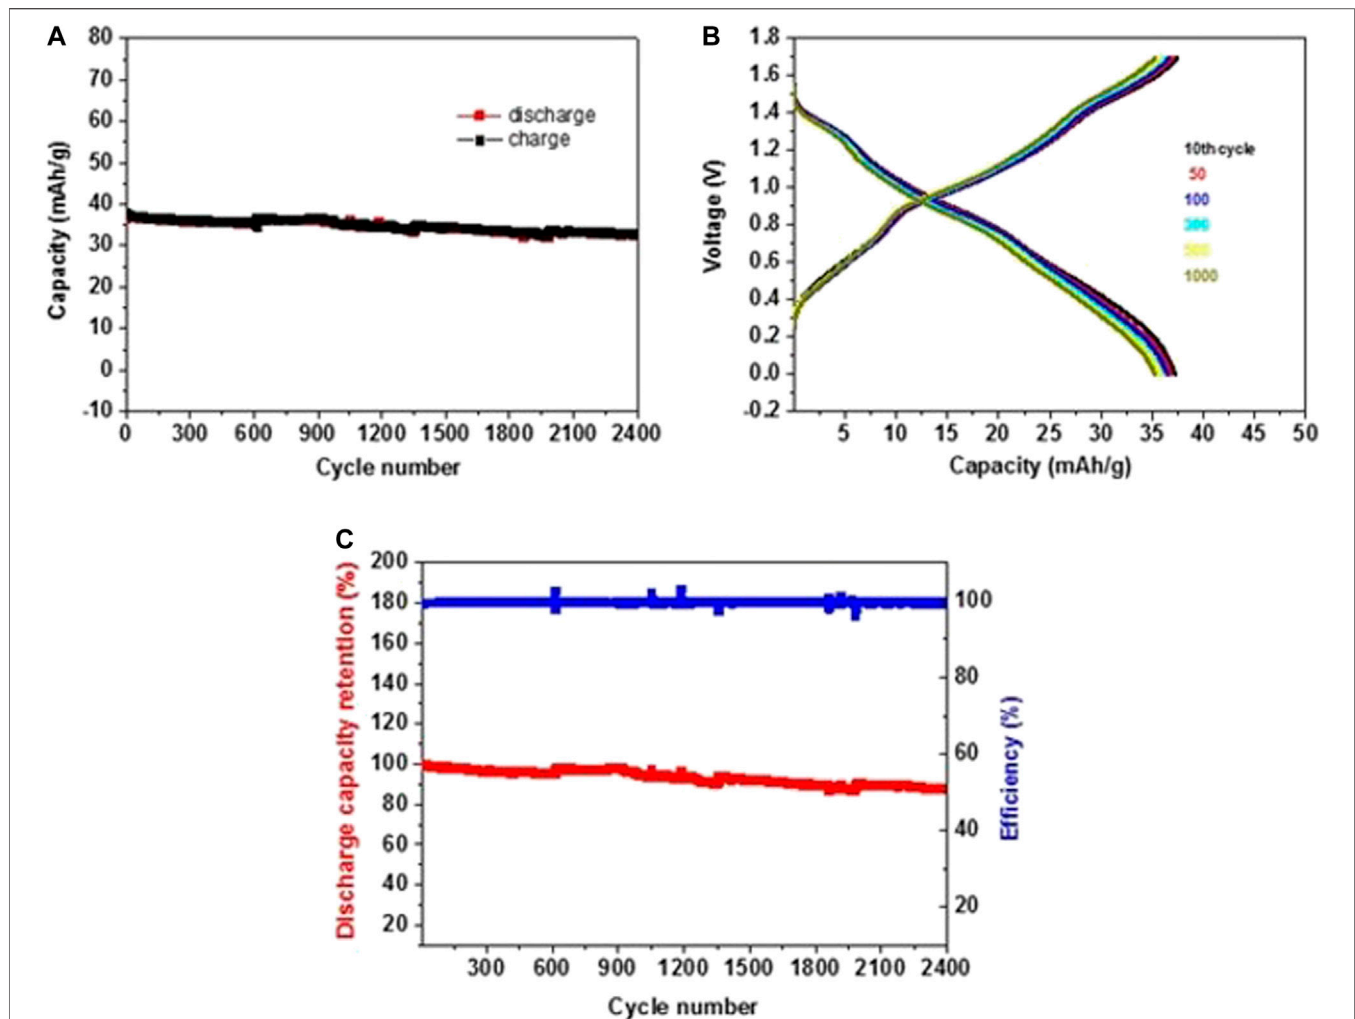 A
80
70
60
50
40
30
20
10
0
-10
Capacity (mAh/g)
discharge
charge
0 300 600 900 1200 1500 1800 2100 2400
Cycle number
B
1.8
1.6
1.4
1.2
1.0
0.8
0.6
0.4
0.2
0.0
-0.2
Voltage (V)
10th cycle
50
100
300
500
1000
5 10 15 20 25 30 35 40 45 50
Capacity (mAh/g)
C
200
180
160
140
120
100
80
60
40
20
Discharge capacity retention (%)
100
80
60
40
20
Efficiency (%)
300 600 900 1200 1500 1800 2100 2400
Cycle number